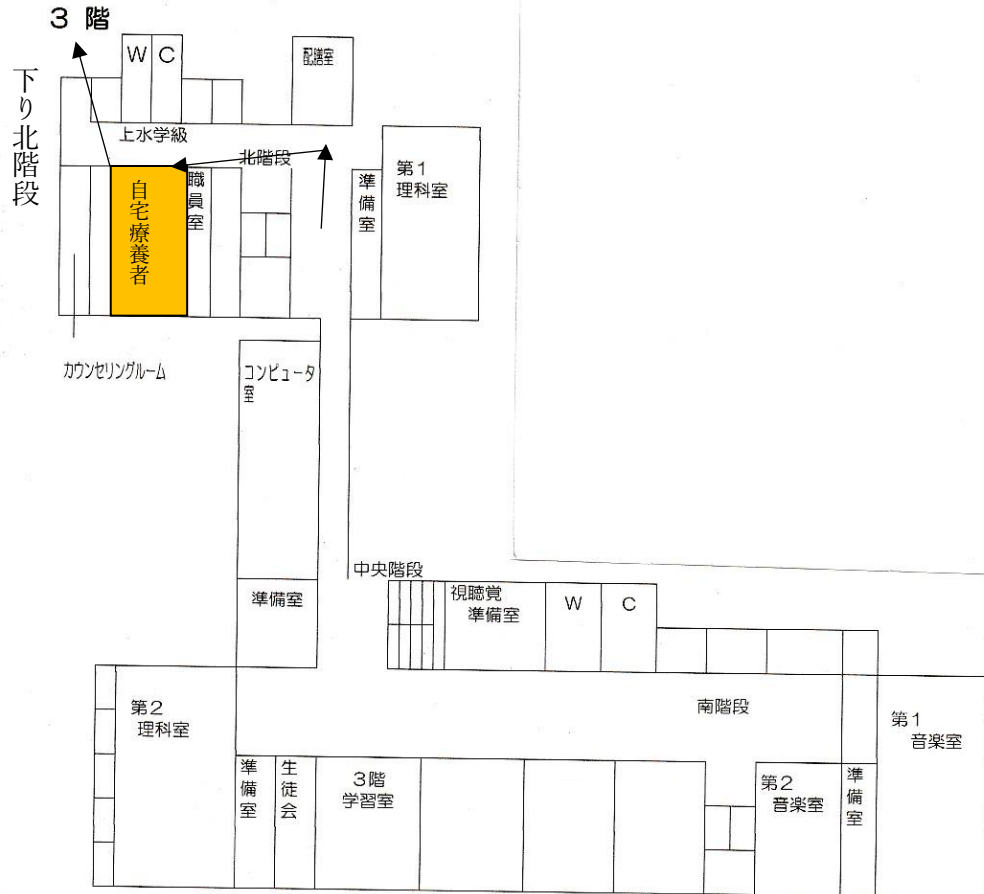 3 階
下り北階段
W C
配膳室
上水学級
北階段
自宅療養者
職員室
準備室
第1
理科室
カウンセリングルーム
コンピュータ
室
準備室
中央階段
視聴覚
準備室
W
C
南階段
第2
理科室
準備室
生徒会
3階
学習室
第2
音楽室
準備室
第1
音楽室